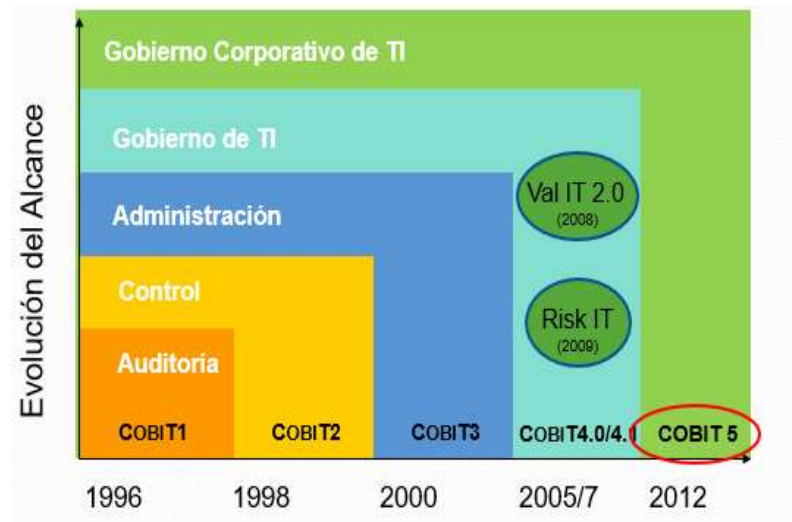 Evolución del Alcance
Gobierno Corporativo de TI
Gobierno de TI
Administración
Control
Auditoría
Val IT 2.0
(2008)
Risk IT
(2009)
COBIT1
COBIT2
COBIT3
COBIT4.0/4.1
COBIT 5
1996
1998
2000
2005/7
2012